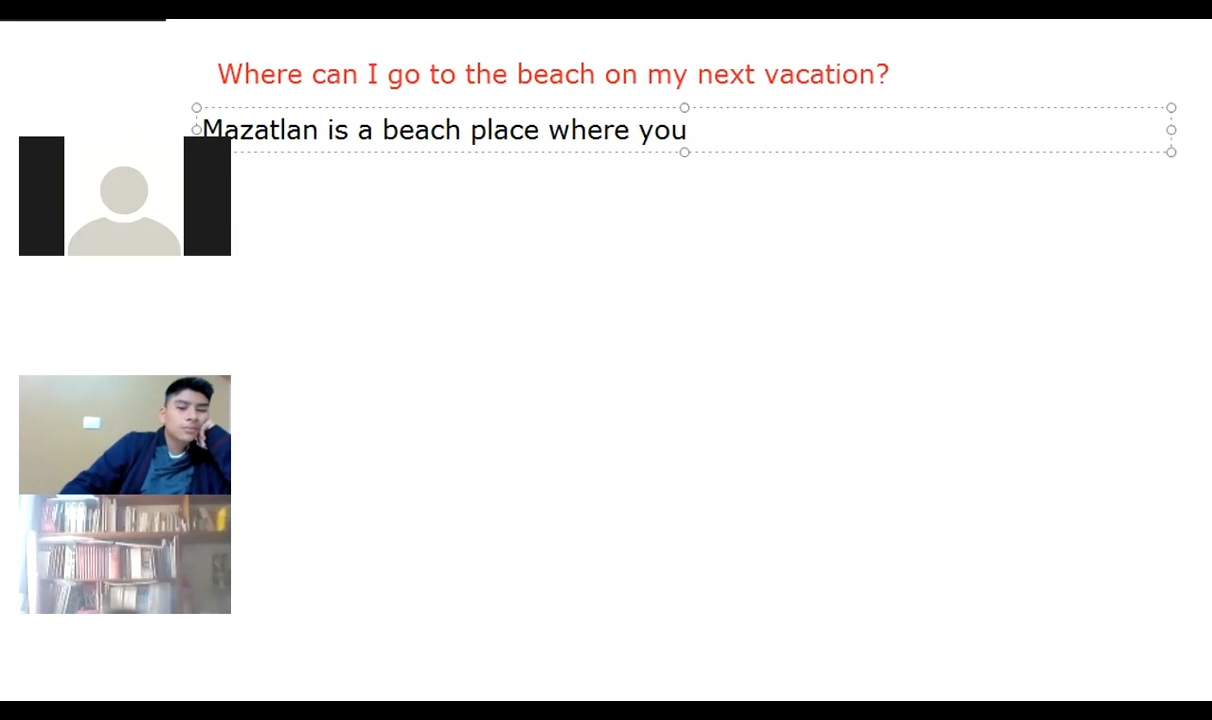 Where can I go to the beach on my next vacation?
Mazatlan is a beach place where you